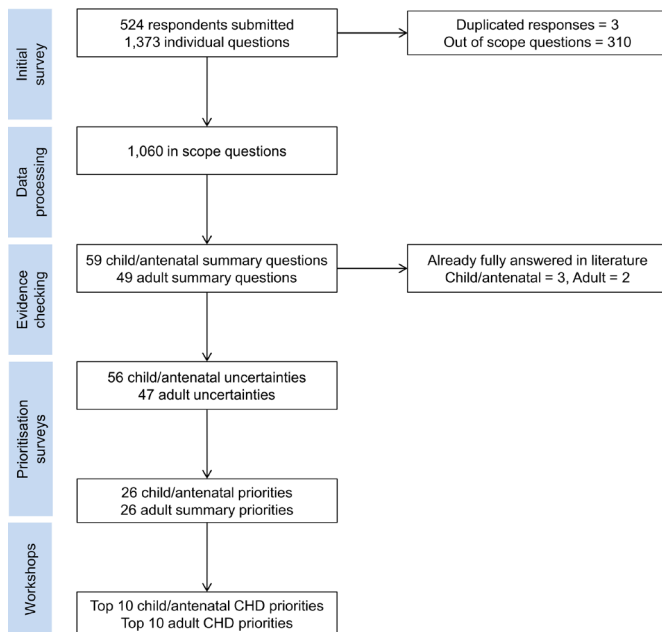 Initial
survey
524 respondents submitted
1,373 individual questions
Duplicated responses = 3
Out of scope questions = 310
Data
processing
1,060 in scope questions
Evidence
checking
59 child/antenatal summary questions
49 adult summary questions
Already fully answered in literature
Child/antenatal = 3, Adult = 2
Prioritisation
surveys
56 child/antenatal uncertainties
47 adult uncertainties
26 child/antenatal priorities
26 adult summary priorities
Workshops
Top 10 child/antenatal CHD priorities
Top 10 adult CHD priorities